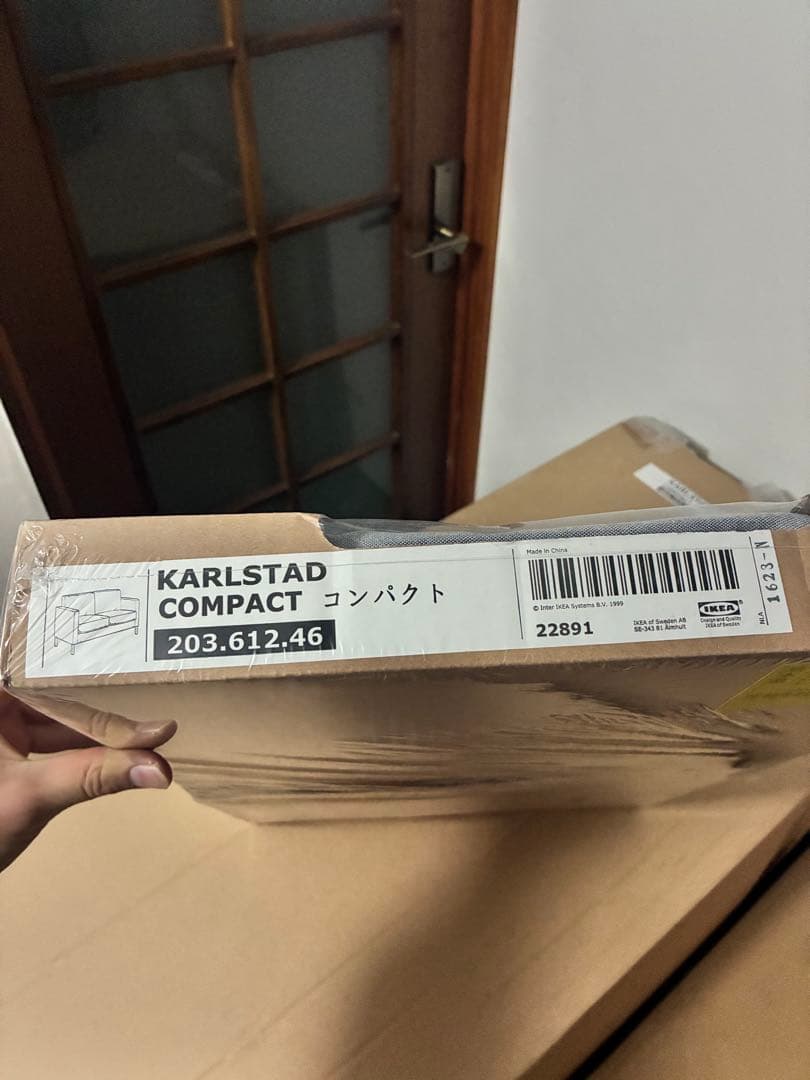 KARLSTAD
COMPACT コンパクト
203.612.46
Made in China
© Inter IKEA Systems B.V. 1999
22891
IKEA of Sweden AB
SE-343 81 Älmhult
IKEA
Design and Quality
IKEA of Sweden
NLA
1623-N